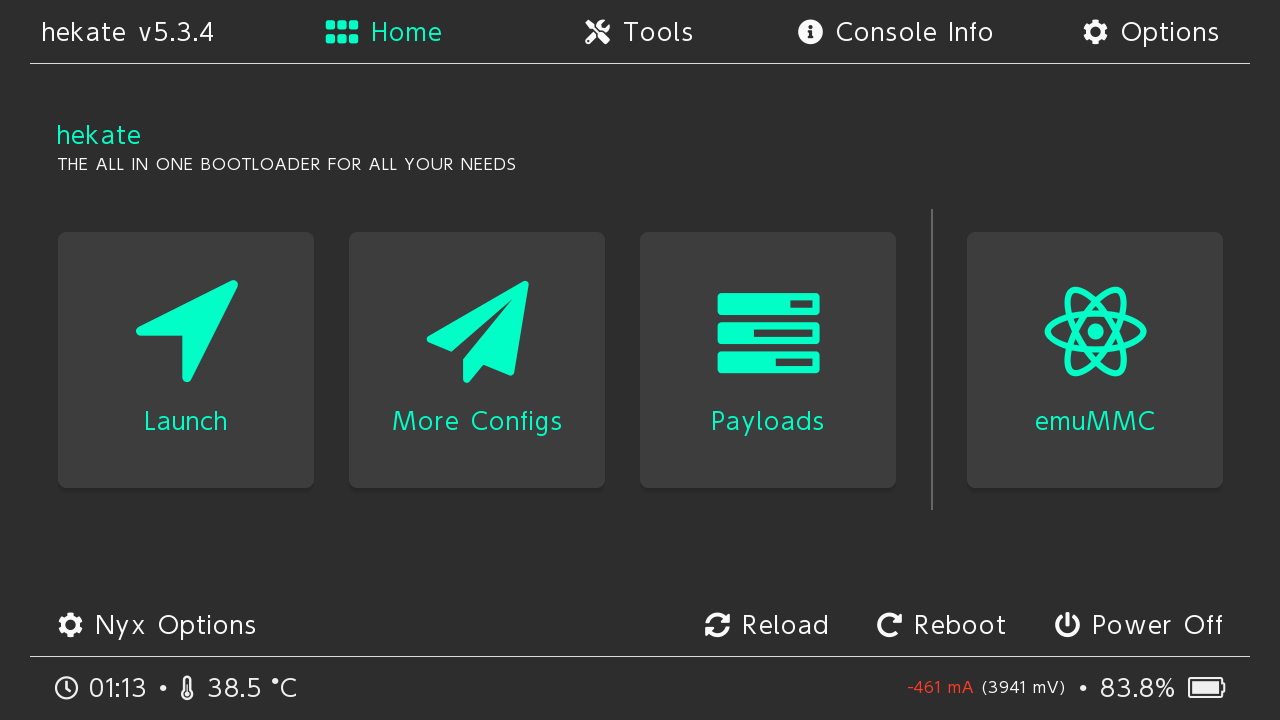 hekate v5.3.4 Home Tools Console Info Options
hekate
THE ALL IN ONE BOOTLOADER FOR ALL YOUR NEEDS
Launch More Configs Payloads emuMMC
Nyx Options Reload Reboot Power Off
01:13 • 38.5 °C -461 mA (3941 mV) • 83.8%